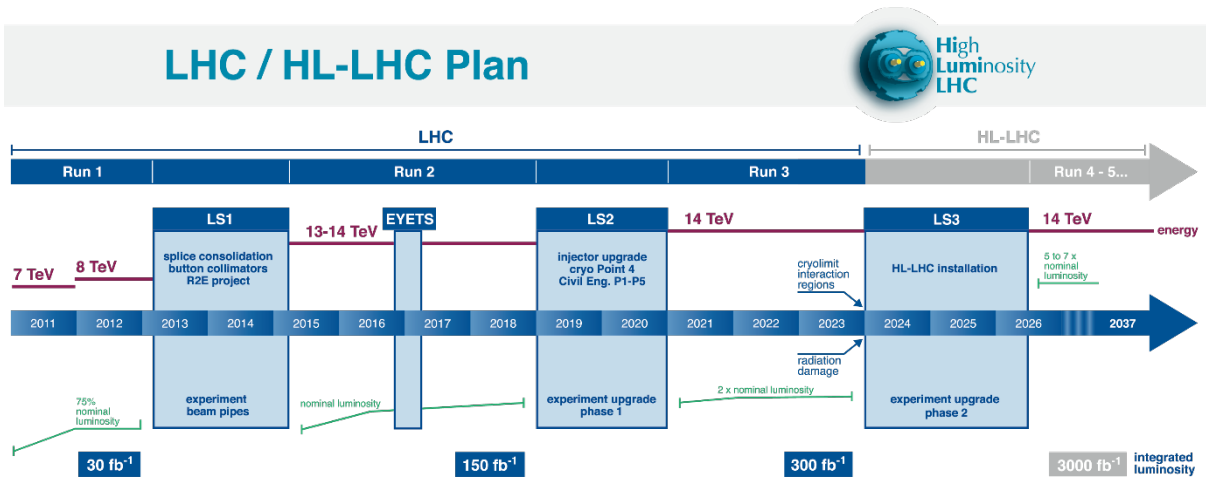 LHC / HL-LHC Plan
High
Luminosity
LHC
LHC
HL-LHC
Run 1
Run 2
Run 3
Run 4 - 5...
LS1
EYETS
LS2
LS3
13-14 TeV
14 TeV
14 TeV
energy
7 TeV
8 TeV
splice consolidation
button collimators
R2E project
injector upgrade
cryo Point 4
Civil Eng. P1-P5
cryolimit
interaction
regions
HL-LHC installation
5 to 7 x
nominal
luminosity
2011 2012 2013 2014 2015 2016 2017 2018 2019 2020 2021 2022 2023 2024 2025 2026 2037
radiation
damage
75%
nominal
luminosity
experiment
beam pipes
nominal luminosity
experiment upgrade
phase 1
2 x nominal luminosity
experiment upgrade
phase 2
30 fb⁻¹
150 fb⁻¹
300 fb⁻¹
3000 fb⁻¹
integrated
luminosity